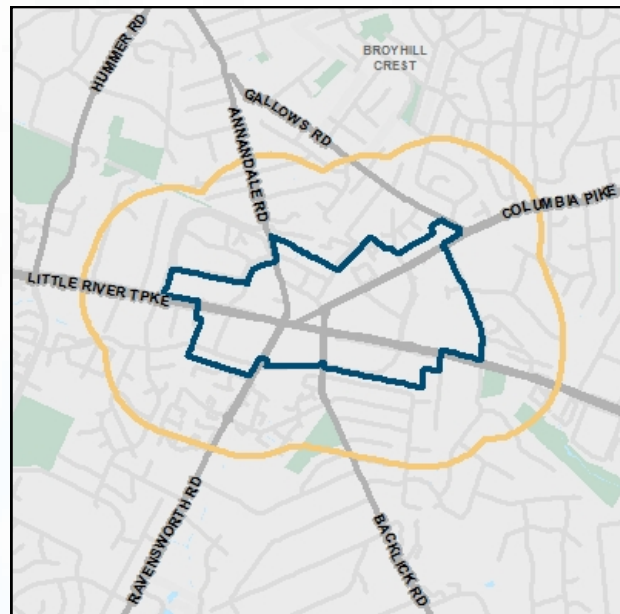 HUMMER RD
BROYHILL
CREST
GALLOWS RD
ANNANDALE RD
COLUMBIA PIKE
LITTLE RIVER TPKE
RAVENSWORTH RD
BACKLICK RD